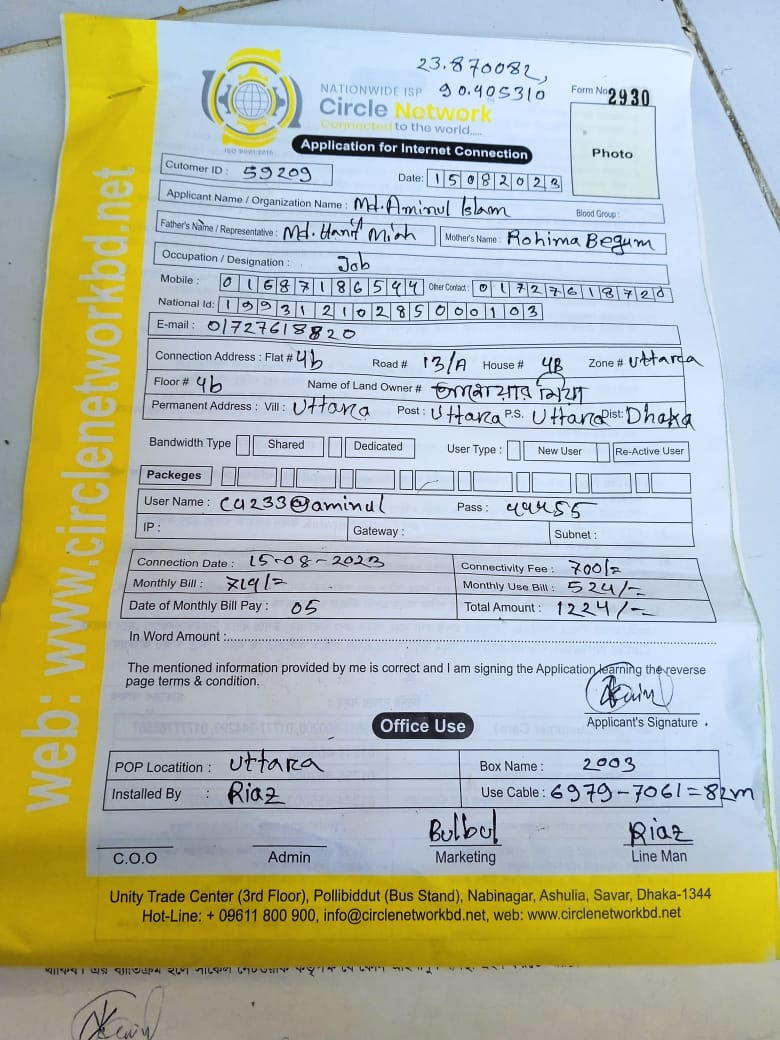 23.870082,
90.405310
NATIONWIDE ISP
Circle Network
Connected to the world.....
ISO 9001:2015
Form No 2930
Photo
Application for Internet Connection
Cutomer ID : 59209
Date: 15082023
Applicant Name / Organization Name : Md. Aminul Islam Blood Group :
Father's Name / Representative : Md. Hanif Miah Mother's Name : Rohima Begum
Occupation / Designation : Job
Mobile : 01687186544 Other Contact : 01727618720
National Id: 19931210285000103
E-mail : 01727618820
Connection Address : Flat # 4b Road # 13/A House # 4B Zone # Uttara
Floor # 4b Name of Land Owner # মিয়া
Permanent Address : Vill : Uttara Post : Uttara P.S. Uttara Dist: Dhaka
Bandwidth Type Shared Dedicated User Type : New User Re-Active User
Packeges
User Name : C4233@aminul Pass : 44455
IP : Gateway : Subnet :
Connection Date : 15-08-2023 Connectivity Fee : 700/=
Monthly Bill : 719/= Monthly Use Bill : 524/=
Date of Monthly Bill Pay : 05 Total Amount : 1224/=
In Word Amount :
The mentioned information provided by me is correct and I am signing the Application learning the reverse
page terms & condition.
Applicant's Signature .
Office Use
POP Locatition : Uttara Box Name : 2003
Installed By : Riaz Use Cable : 6979-7061=82m
Bulbul Riaz
C.O.O Admin Marketing Line Man
Unity Trade Center (3rd Floor), Pollibiddut (Bus Stand), Nabinagar, Ashulia, Savar, Dhaka-1344
Hot-Line: + 09611 800 900, info@circlenetworkbd.net, web: www.circlenetworkbd.net
web: www.circlenetworkbd.net